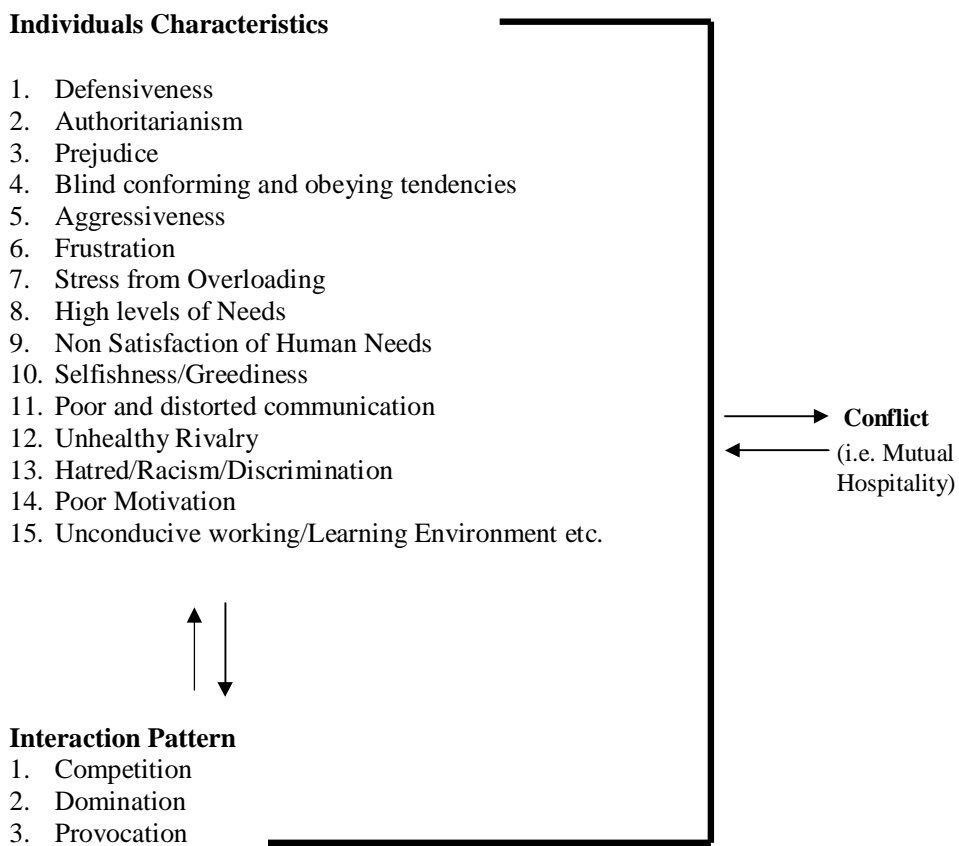 Individuals Characteristics
1. Defensiveness
2. Authoritarianism
3. Prejudice
4. Blind conforming and obeying tendencies
5. Aggressiveness
6. Frustration
7. Stress from Overloading
8. High levels of Needs
9. Non Satisfaction of Human Needs
10. Selfishness/Greediness
11. Poor and distorted communication
12. Unhealthy Rivalry
13. Hatred/Racism/Discrimination
14. Poor Motivation
15. Unconducive working/Learning Environment etc.
Conflict
(i.e. Mutual
Hospitality)
Interaction Pattern
1. Competition
2. Domination
3. Provocation